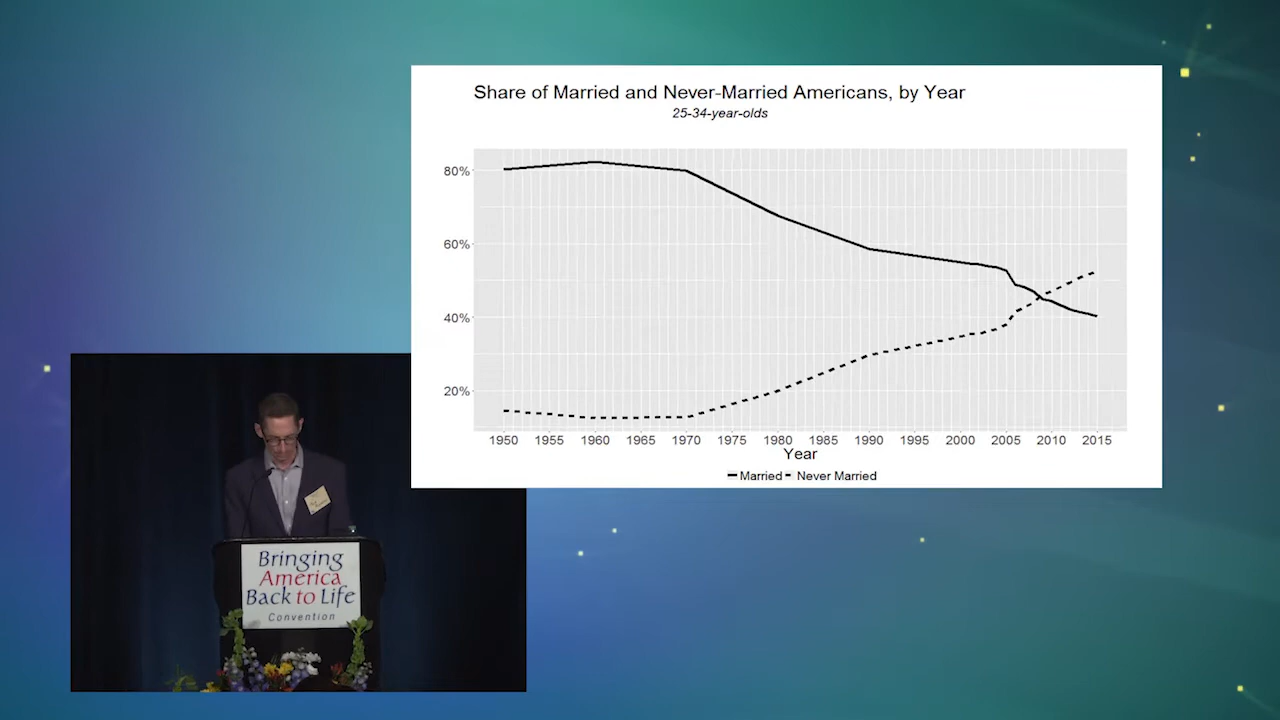 Share of Married and Never-Married Americans, by Year
25-34-year-olds
80%
60%
40%
20%
1950 1955 1960 1965 1970 1975 1980 1985 1990 1995 2000 2005 2010 2015
Year
Married Never Married
Bringing
America
Back to Life
Convention